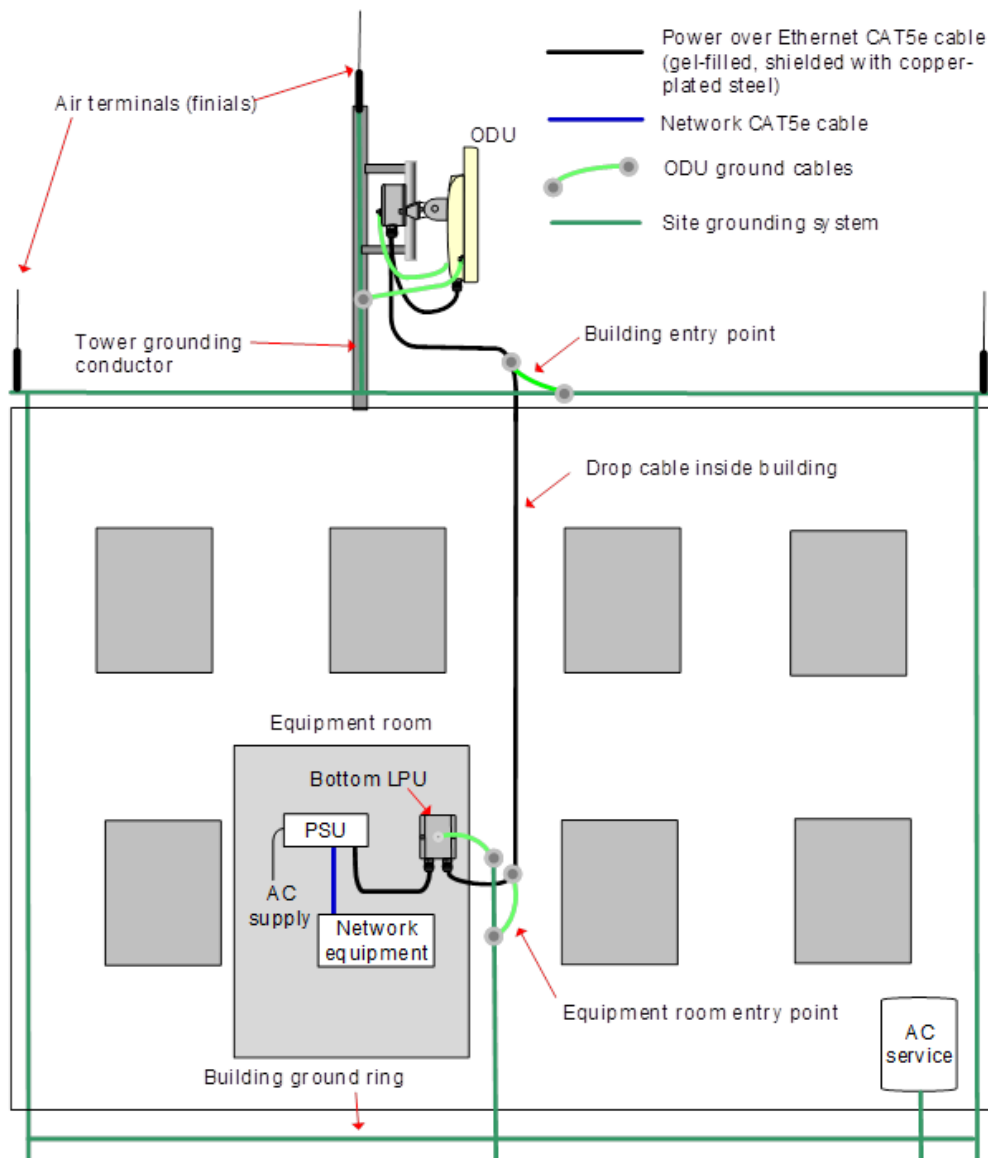 Power over Ethernet CAT5e cable
(gel-filled, shielded with copper-
plated steel)
Air terminals (finials)
Network CAT5e cable
ODU
ODU ground cables
Site grounding system
Building entry point
Tower grounding
conductor
Drop cable inside building
Equipment room
Bottom LPU
PSU
AC
supply
Network
equipment
Equipment room entry point
AC
service
Building ground ring